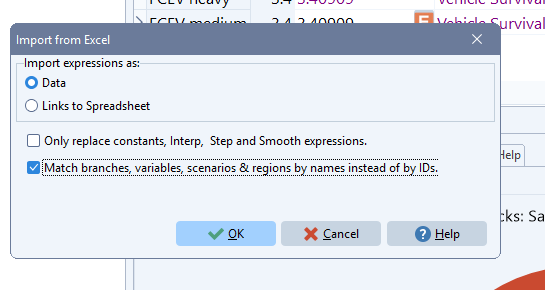 FCEV heavy 3.4 3.40909 Vehicle Survival
FCEV medium 3.4 3.40909 E Vehicle Survival
Import from Excel
Import expressions as:
Data
Links to Spreadsheet
Only replace constants, Interp, Step and Smooth expressions.
Match branches, variables, scenarios & regions by names instead of by IDs.
OK Cancel ? Help
Help
cks: Sa